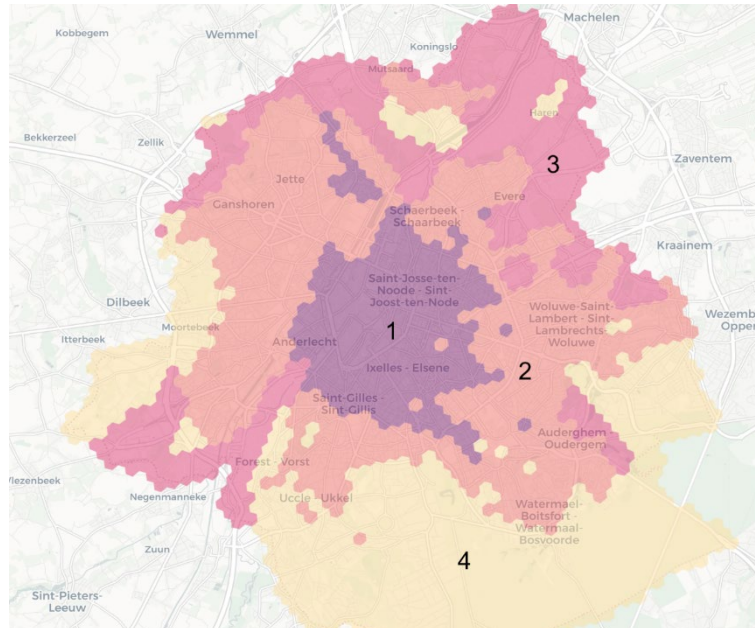 Machelen
Kobbegem
Wemmel
Koningslo
Mutsaard
Haren
Bekkerzeel
Zellik
3
Zaventem
Jette
Evere
Ganshoren
Schaerbeek -
Schaarbeek
Kraainem
Saint-Josse-ten-
Noode - Sint-
Joost-ten-Node
Dilbeek
Woluwe-Saint-
Lambert - Sint-
Lambrechts-
Woluwe
Wezemb
Oppe
Moortebeek
Itterbeek
1
Anderlecht
Ixelles - Elsene
2
Saint-Gilles -
Sint-Gillis
Auderghem -
Oudergem
Forest - Vorst
Vlezenbeek
Negenmanneke
Uccle - Ukkel
Watermael-
Boitsfort -
Watermaal-
Bosvoorde
Zuun
4
Sint-Pieters-
Leeuw